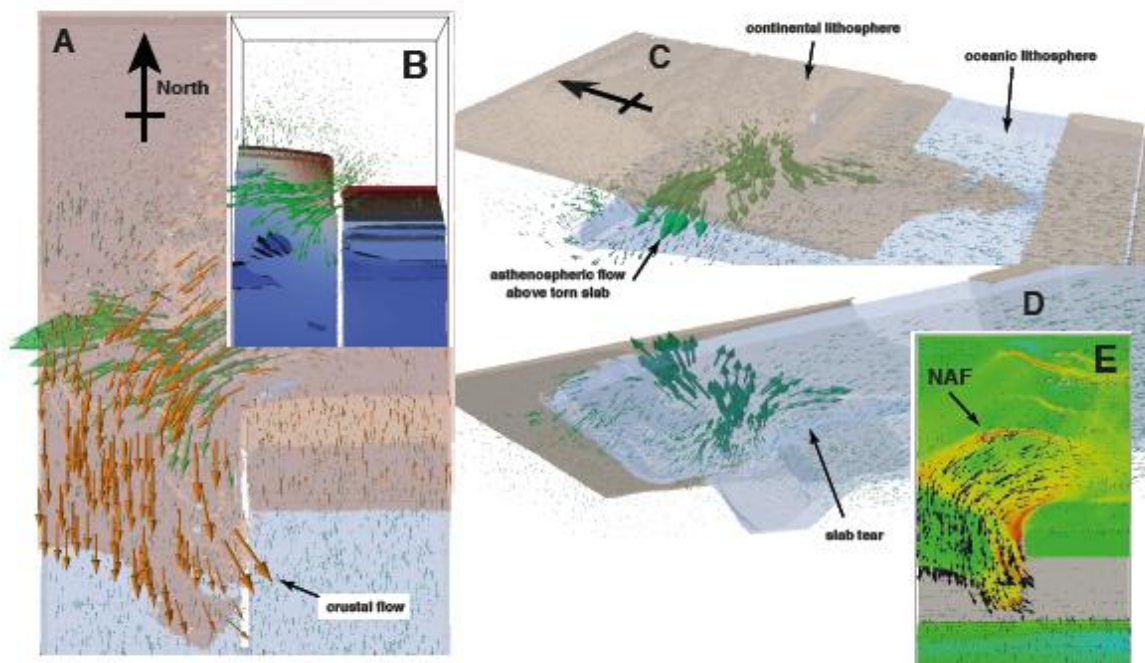 A
North
B
C
continental lithosphere
oceanic lithosphere
asthenospheric flow
above torn slab
D
E
NAF
slab tear
crustal flow